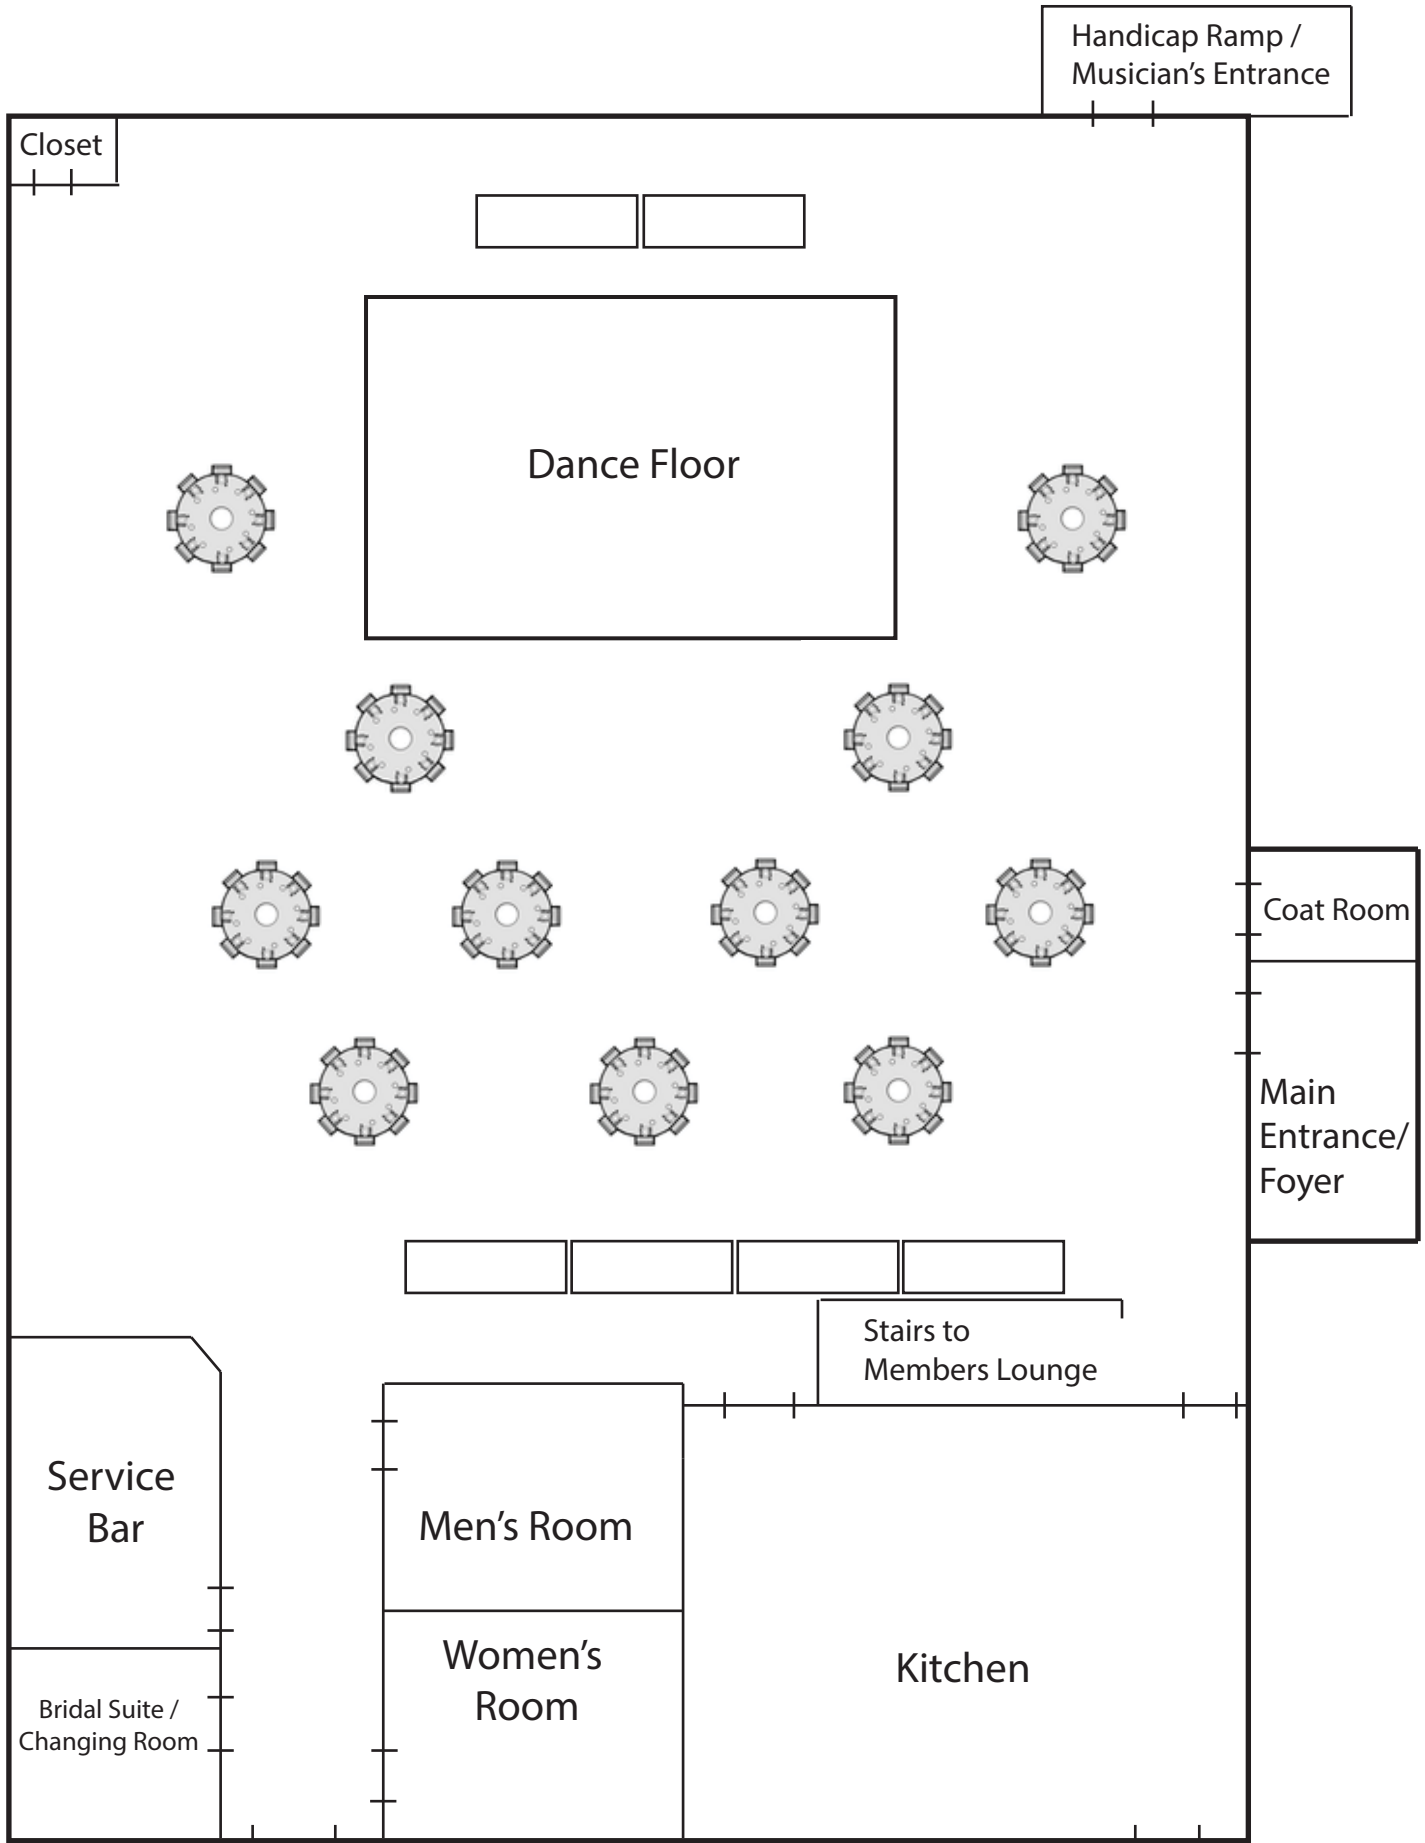 Handicap Ramp /
Musician’s Entrance
Closet
Dance Floor
Coat Room
Main
Entrance/
Foyer
Stairs to
Members Lounge
Service
Bar
Men’s Room
Women’s
Room
Kitchen
Bridal Suite /
Changing Room